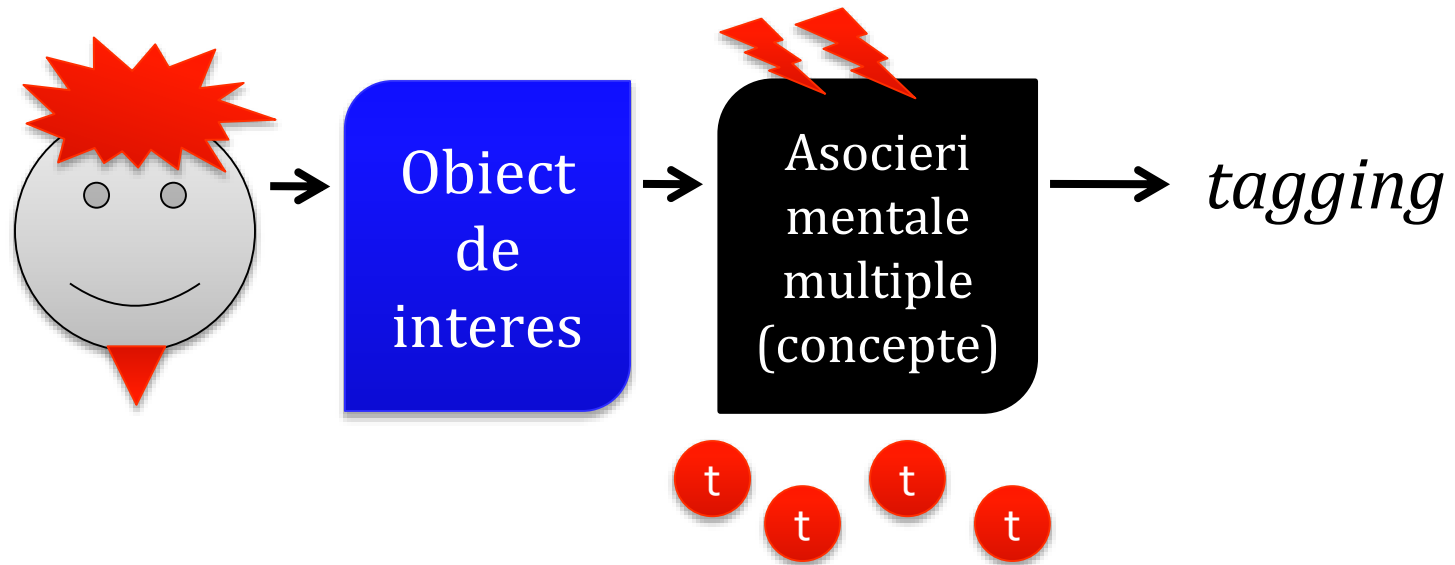 Obiect
de
interes
Asocieri
mentale
multiple
(concepte)
tagging
t
t
t
t